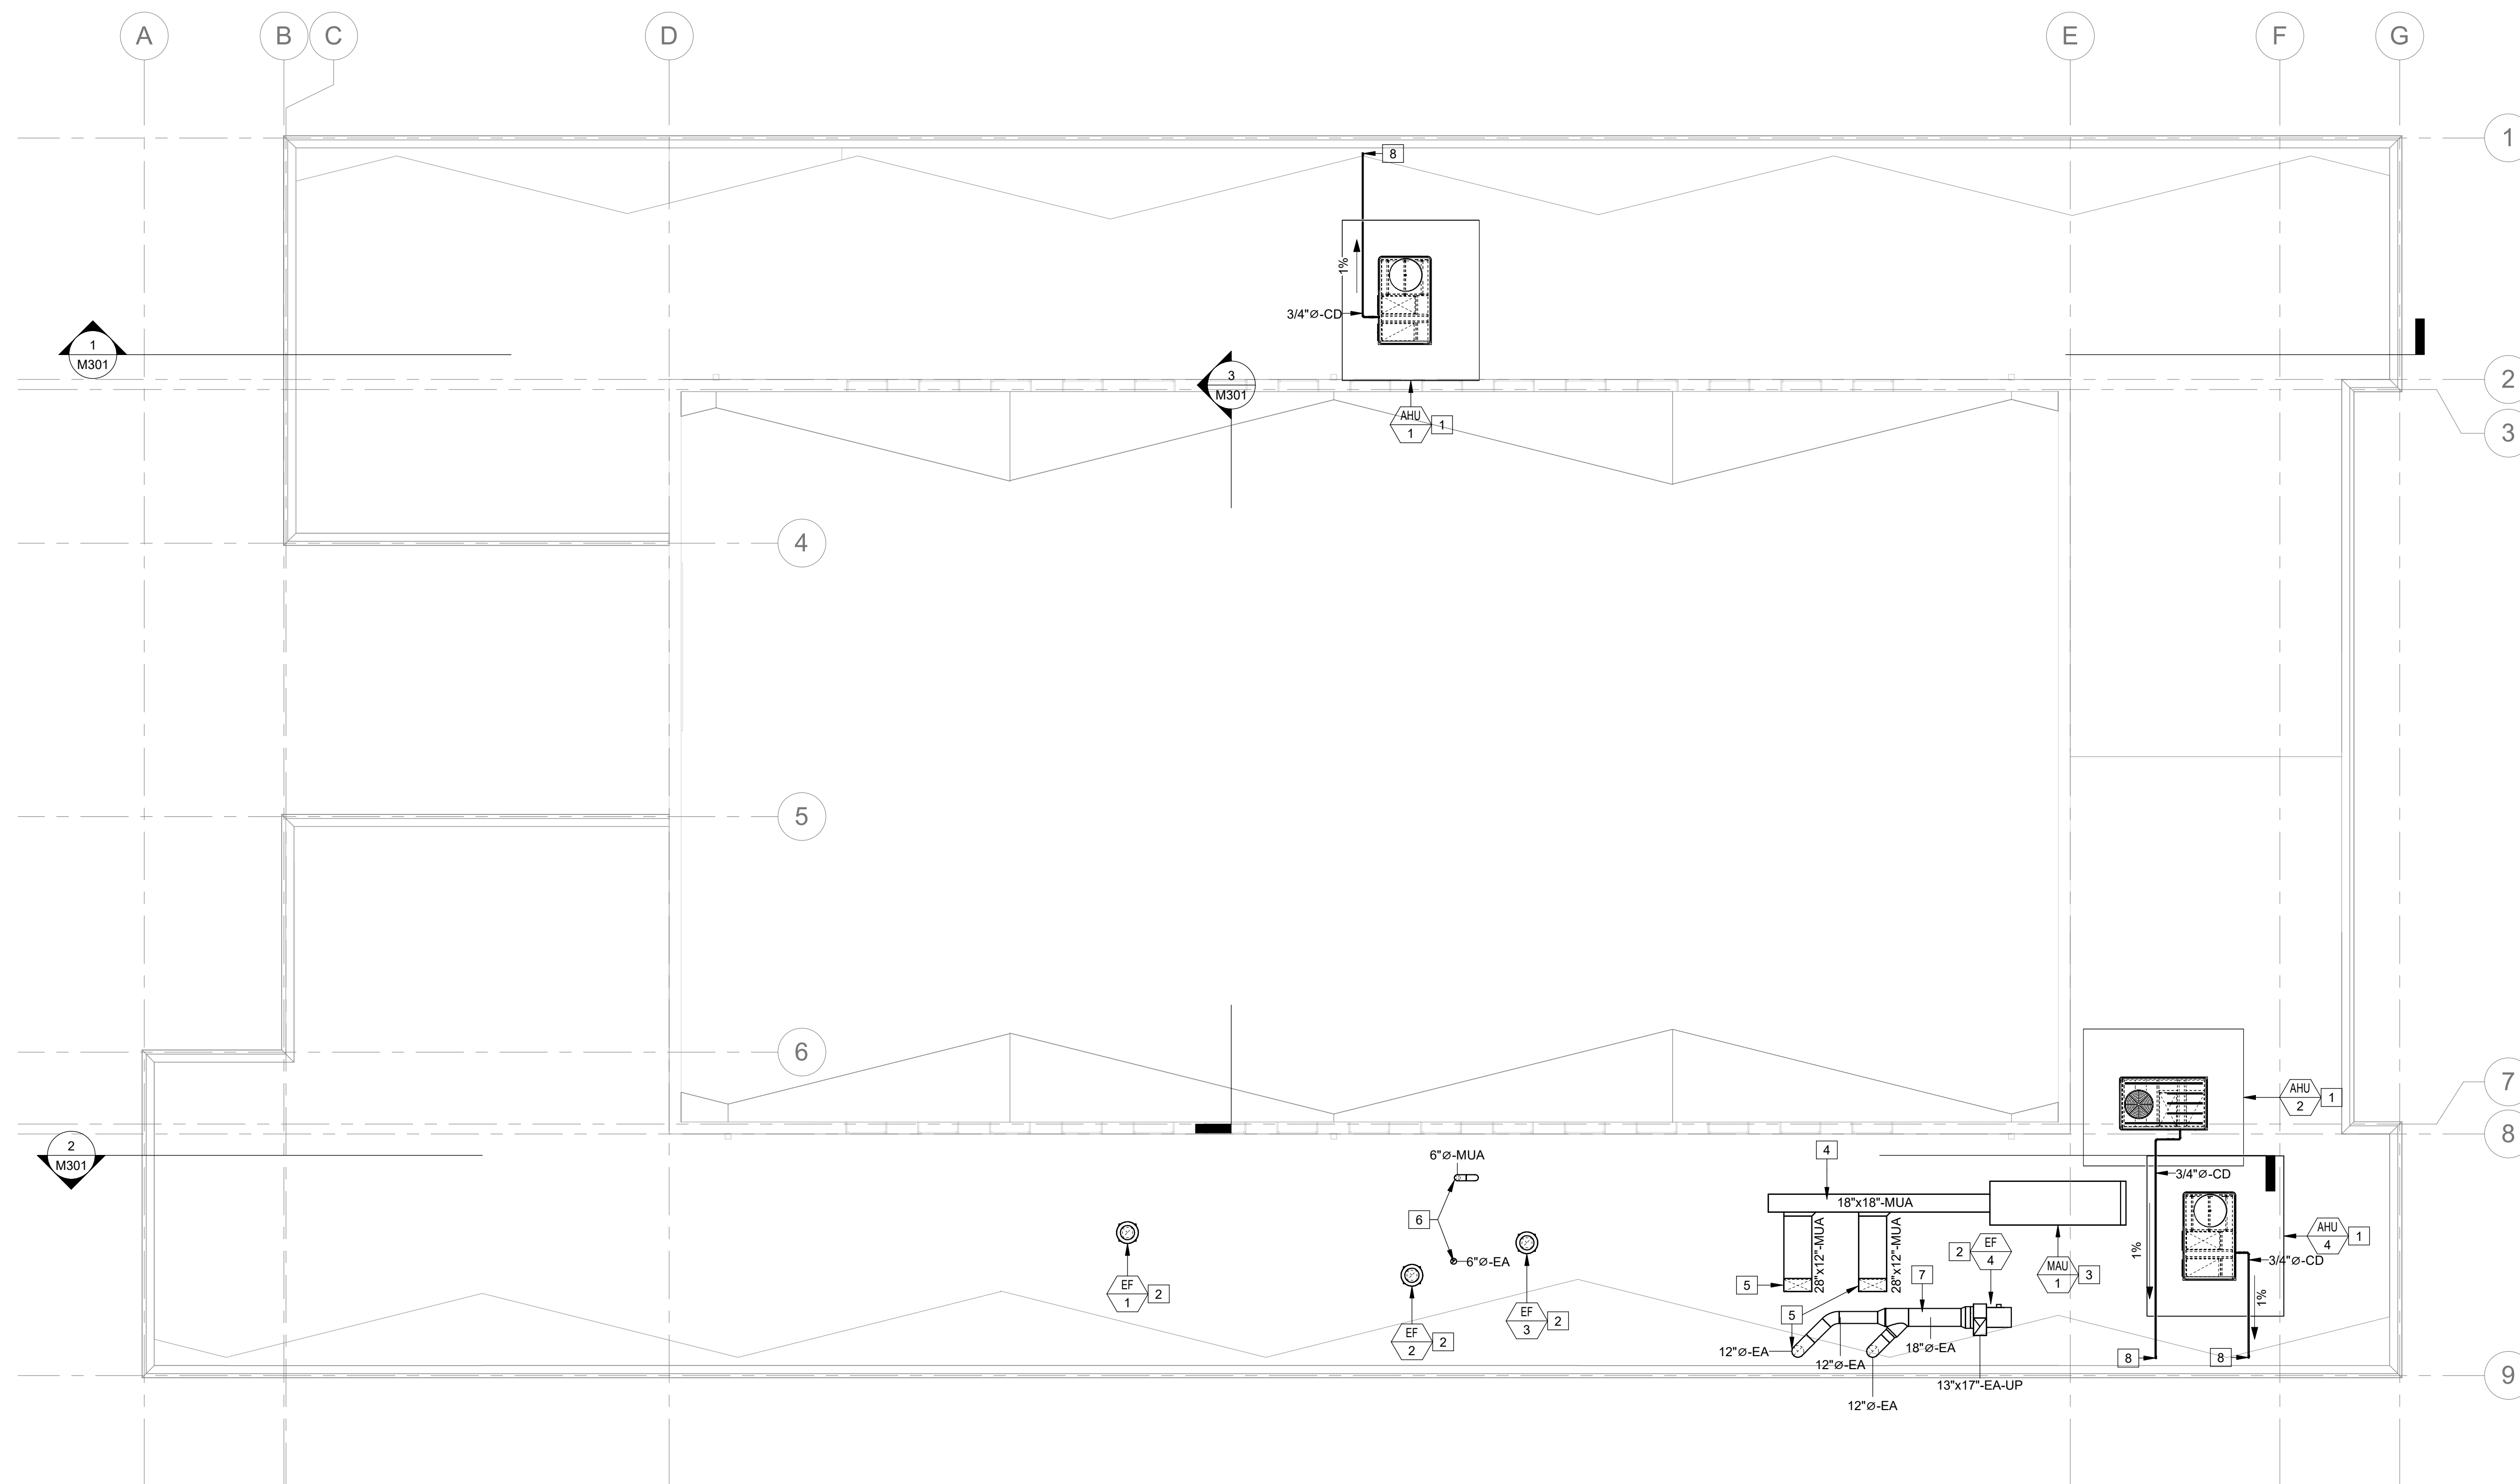 A
B
C
D
E
F
G
1
8
1%
3/4"Ø-CD
1
M301
3
M301
2
AHU
1
1
3
4
5
6
7
AHU
2
1
8
2
M301
6"Ø-MUA
4
3/4"Ø-CD
18"x18"-MUA
6
28"x12"-MUA
28"x12"-MUA
AHU
4
1
EF
4
2
1%
6"Ø-EA
3/4"Ø-CD
MAU
1
3
7
5
EF
1
2
1%
5
EF
3
2
EF
2
2
18"Ø-EA
12"Ø-EA
12"Ø-EA
8
8
9
13"x17"-EA-UP
12"Ø-EA